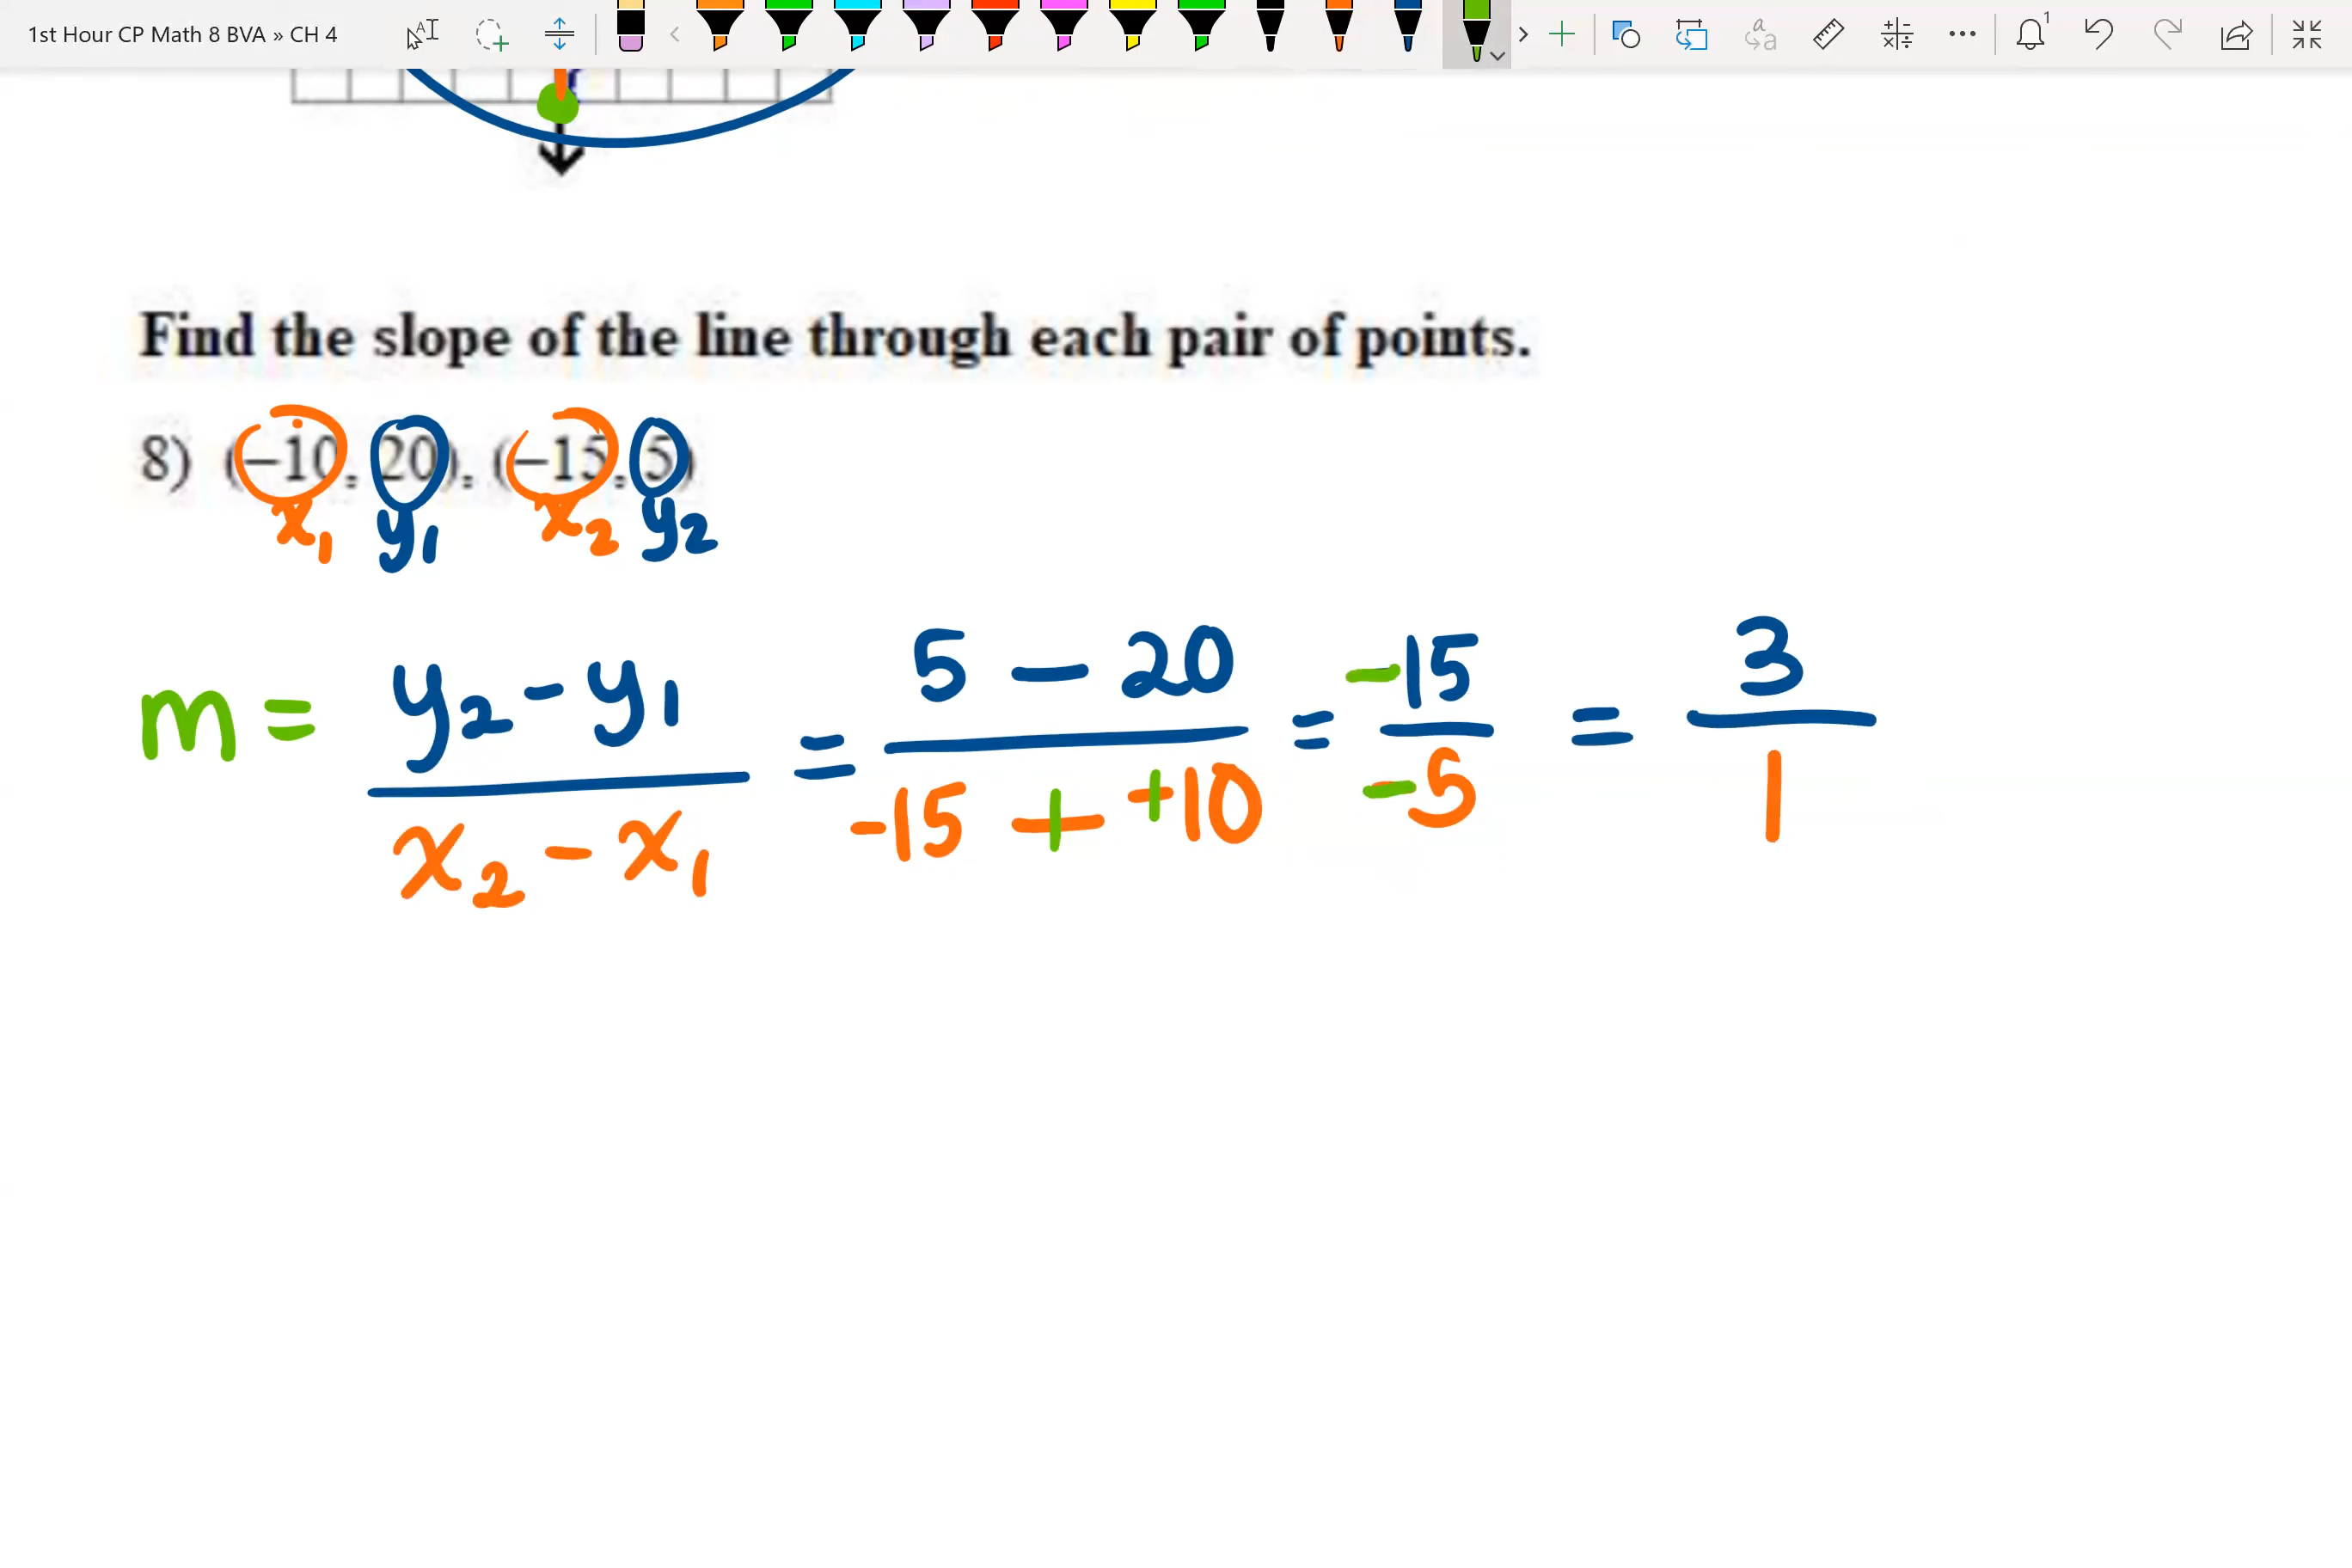 1st Hour CP Math 8 BVA » CH 4
Find the slope of the line through each pair of points.
8) (−10, 20), (−15, 5)
x₁ y₁ x₂ y₂
m = (y₂ - y₁)/(x₂ - x₁) = (5 - 20)/(-15 + +10) = -15/-5 = 3/1